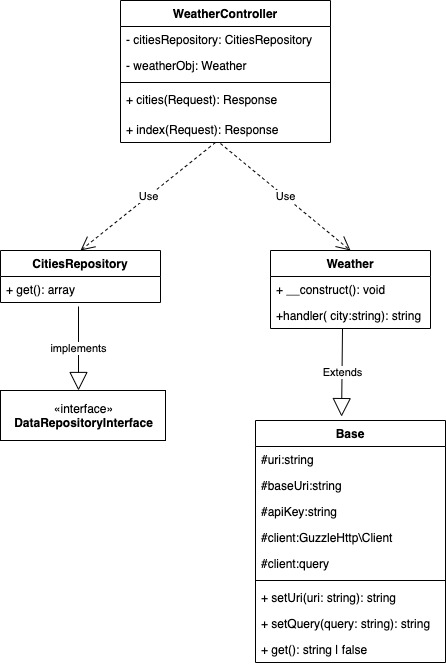 WeatherController
- citiesRepository: CitiesRepository
- weatherObj: Weather
+ cities(Request): Response
+ index(Request): Response
Use
Use
CitiesRepository
+ get(): array
Weather
+ __construct(): void
+handler( city:string): string
implements
Extends
«interface»
DataRepositoryInterface
Base
#uri:string
#baseUri:string
#apiKey:string
#client:GuzzleHttp\Client
#client:query
+ setUri(uri: string): string
+ setQuery(query: string): string
+ get(): string | false